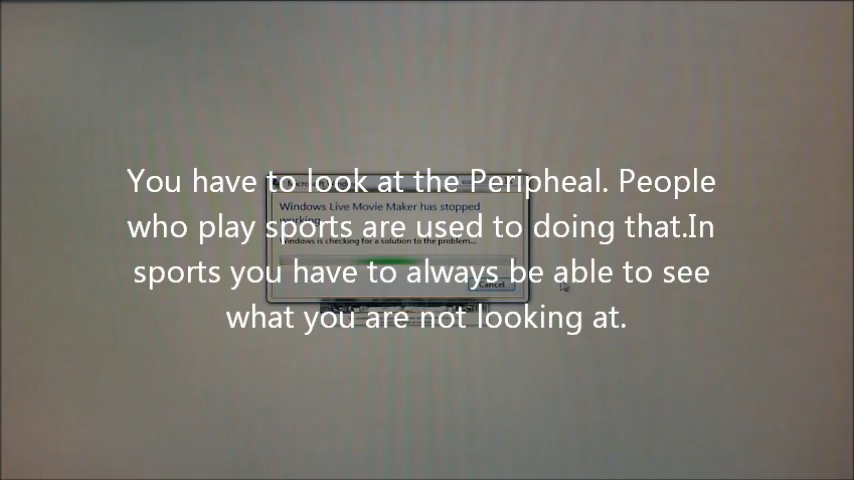 You have to look at the Peripheal. People
who play sports are used to doing that.In
sports you have to always be able to see
what you are not looking at.
Windows Live Movie Maker has stopped
working
Windows is checking for a solution to the problem...
Cancel